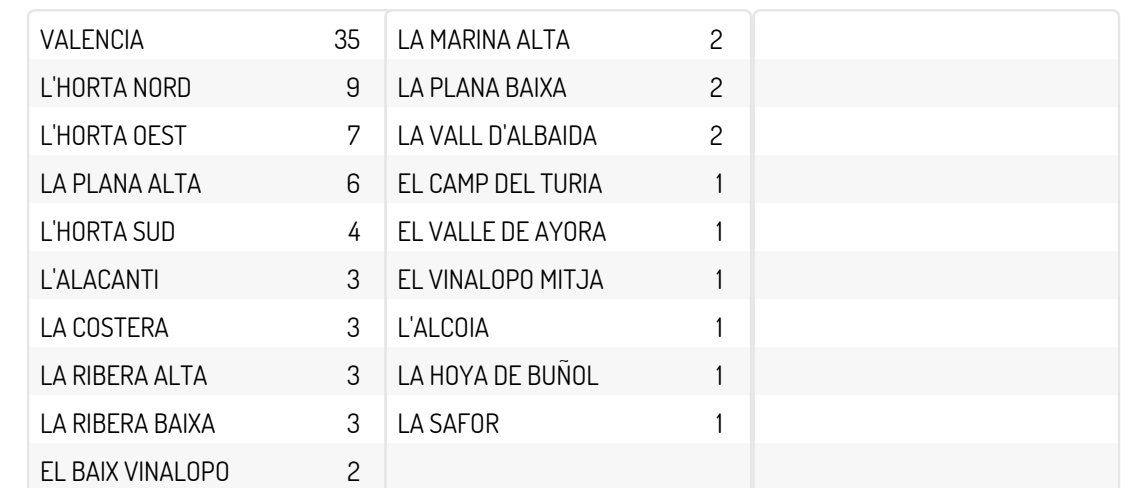 VALENCIA 35
L'HORTA NORD 9
L'HORTA OEST 7
LA PLANA ALTA 6
L'HORTA SUD 4
L'ALACANTI 3
LA COSTERA 3
LA RIBERA ALTA 3
LA RIBERA BAIXA 3
EL BAIX VINALOPO 2
LA MARINA ALTA 2
LA PLANA BAIXA 2
LA VALL D'ALBAIDA 2
EL CAMP DEL TURIA 1
EL VALLE DE AYORA 1
EL VINALOPO MITJA 1
L'ALCOIA 1
LA HOYA DE BUÑOL 1
LA SAFOR 1